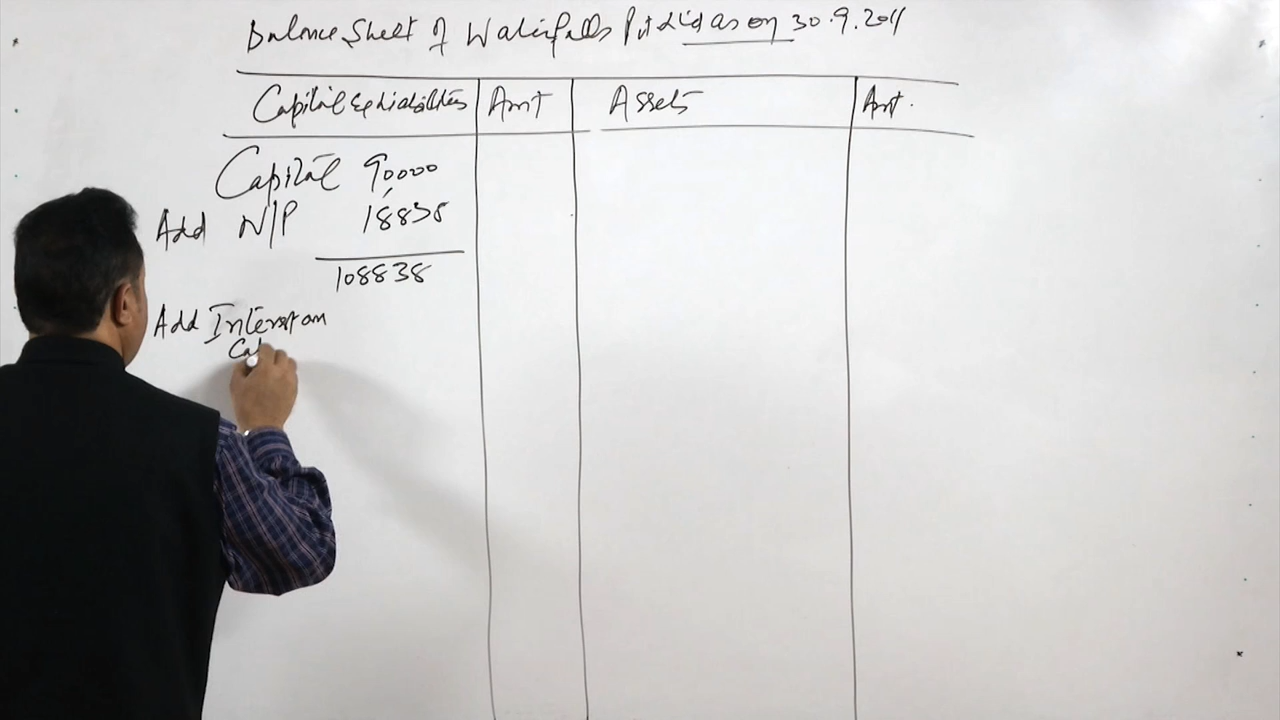 Balance Sheet of Waterfalls Pvt Ltd as on 30.9.2011
Capital & Liabilities Amt Assets Amt.
Capital 90000
Add N/P 18838
108838
Add Interest on
Ca